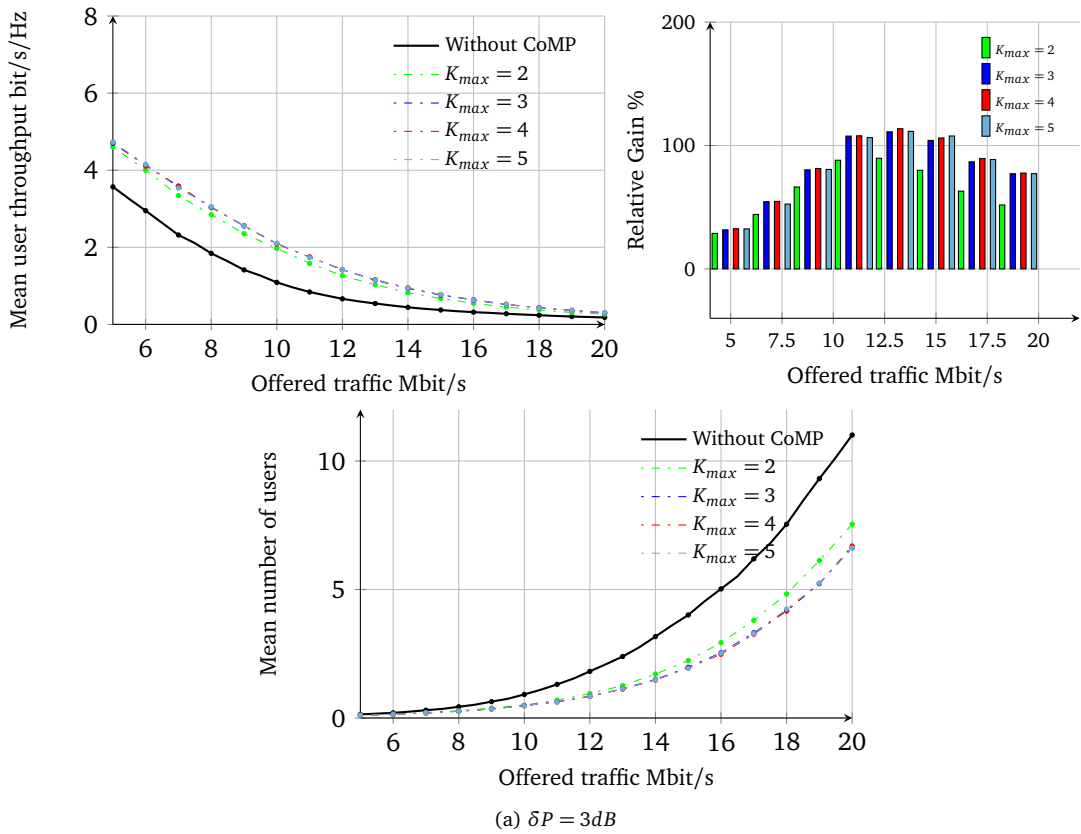 Mean user throughput bit/s/Hz
8
6
4
2
0
6 8 10 12 14 16 18 20
Offered traffic Mbit/s
Without CoMP
K_max = 2
K_max = 3
K_max = 4
K_max = 5
Relative Gain %
200
100
0
5 7.5 10 12.5 15 17.5 20
Offered traffic Mbit/s
K_max = 2
K_max = 3
K_max = 4
K_max = 5
Mean number of users
10
5
0
6 8 10 12 14 16 18 20
Offered traffic Mbit/s
Without CoMP
K_max = 2
K_max = 3
K_max = 4
K_max = 5
(a) δP = 3dB